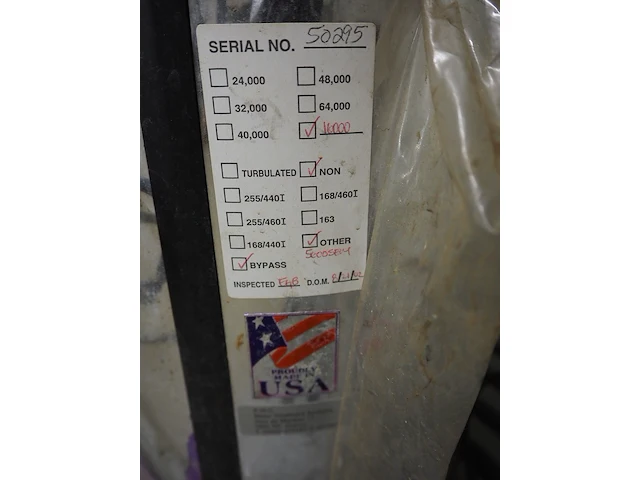 SERIAL NO. 50295
24,000 48,000
32,000 64,000
40,000 16000
TURBULATED NON
255/440I 168/460I
255/460I 163
168/440I OTHER
BYPASS
INSPECTED D.O.M.
PROUDLY
MADE IN
USA